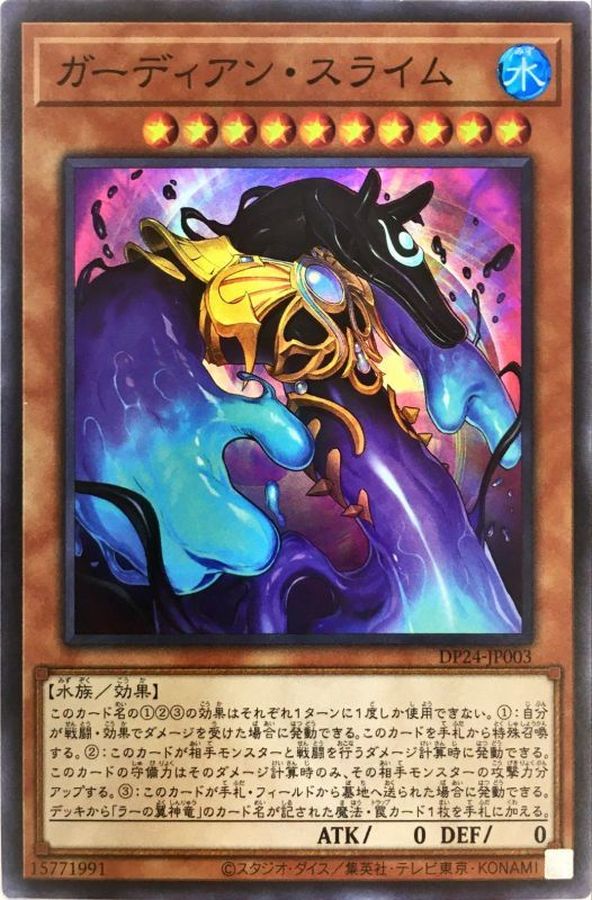 ガーディアン・スライム
水
DP24-JP003
【水族／効果】
このカード名の①②③の効果はそれぞれ1ターンに1度しか使用できない。①：自分
が戦闘・効果でダメージを受けた場合に発動できる。このカードを手札から特殊召喚
する。②：このカードが相手モンスターと戦闘を行うダメージ計算時に発動できる。
このカードの守備力はそのダメージ計算時のみ、その相手モンスターの攻撃力分
アップする。③：このカードが手札・フィールドから墓地へ送られた場合に発動できる。
デッキから「ラーの翼神竜」のカード名が記された魔法・罠カード1枚を手札に加える。
ATK/ 0 DEF/ 0
15771991 ©スタジオ・ダイス／集英社・テレビ東京・KONAMI